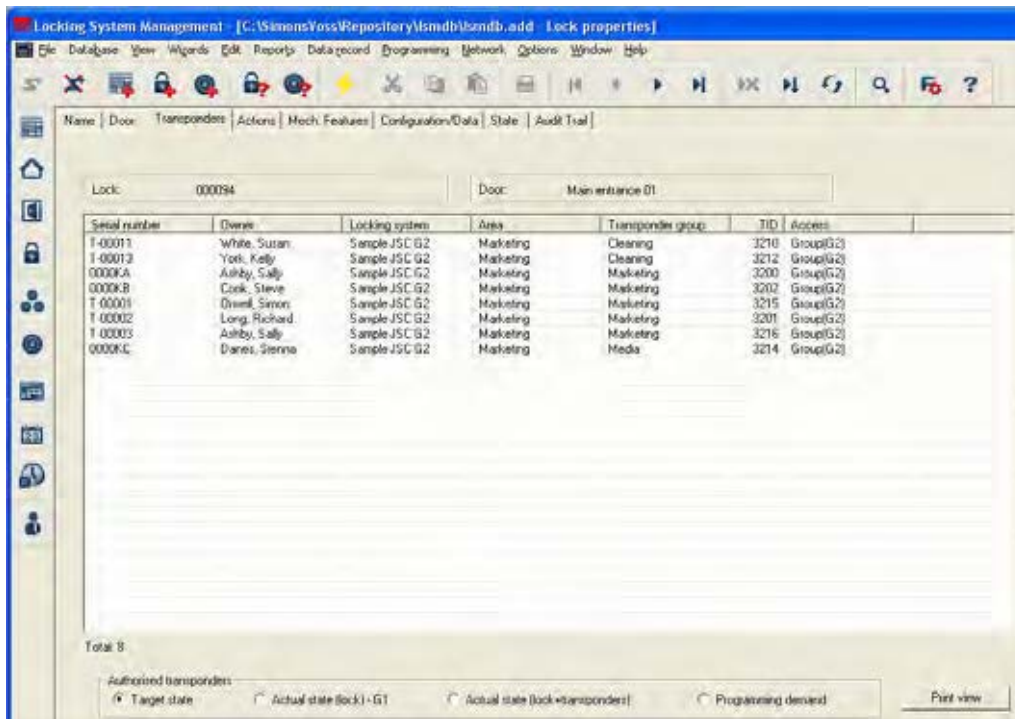 Locking System Management - [C:\SimonsVoss\Repository\lsmdb\lsmdb.add - Lock properties]
File Database View Wizards Edit Reports Data record Programming Network Options Window Help
Name Door Transponders Actions Mech. Features Configuration/Data State Audit Trail
Lock: 000094 Door: Main entrance 01
Serial number Owner Locking system Area Transponder group TID Access
T-00011 White, Susan Sample JSC G2 Marketing Cleaning 3210 Group(G2)
T-00013 York, Kelly Sample JSC G2 Marketing Cleaning 3212 Group(G2)
0000KA Ashby, Sally Sample JSC G2 Marketing Marketing 3200 Group(G2)
0000KB Cook, Steve Sample JSC G2 Marketing Marketing 3202 Group(G2)
T-00001 Simon Sample JSC G2 Marketing Marketing 3215 Group(G2)
T-00002 Long, Richard Sample JSC G2 Marketing Marketing 3201 Group(G2)
T-00003 Ashby, Sally Sample JSC G2 Marketing Marketing 3216 Group(G2)
0000KC Danes, Sienna Sample JSC G2 Marketing Media 3214 Group(G2)
Total: 8
Authorised transponders
Target state Actual state (lock) - G1 Actual state (lock+transponders) Programming demand Print view